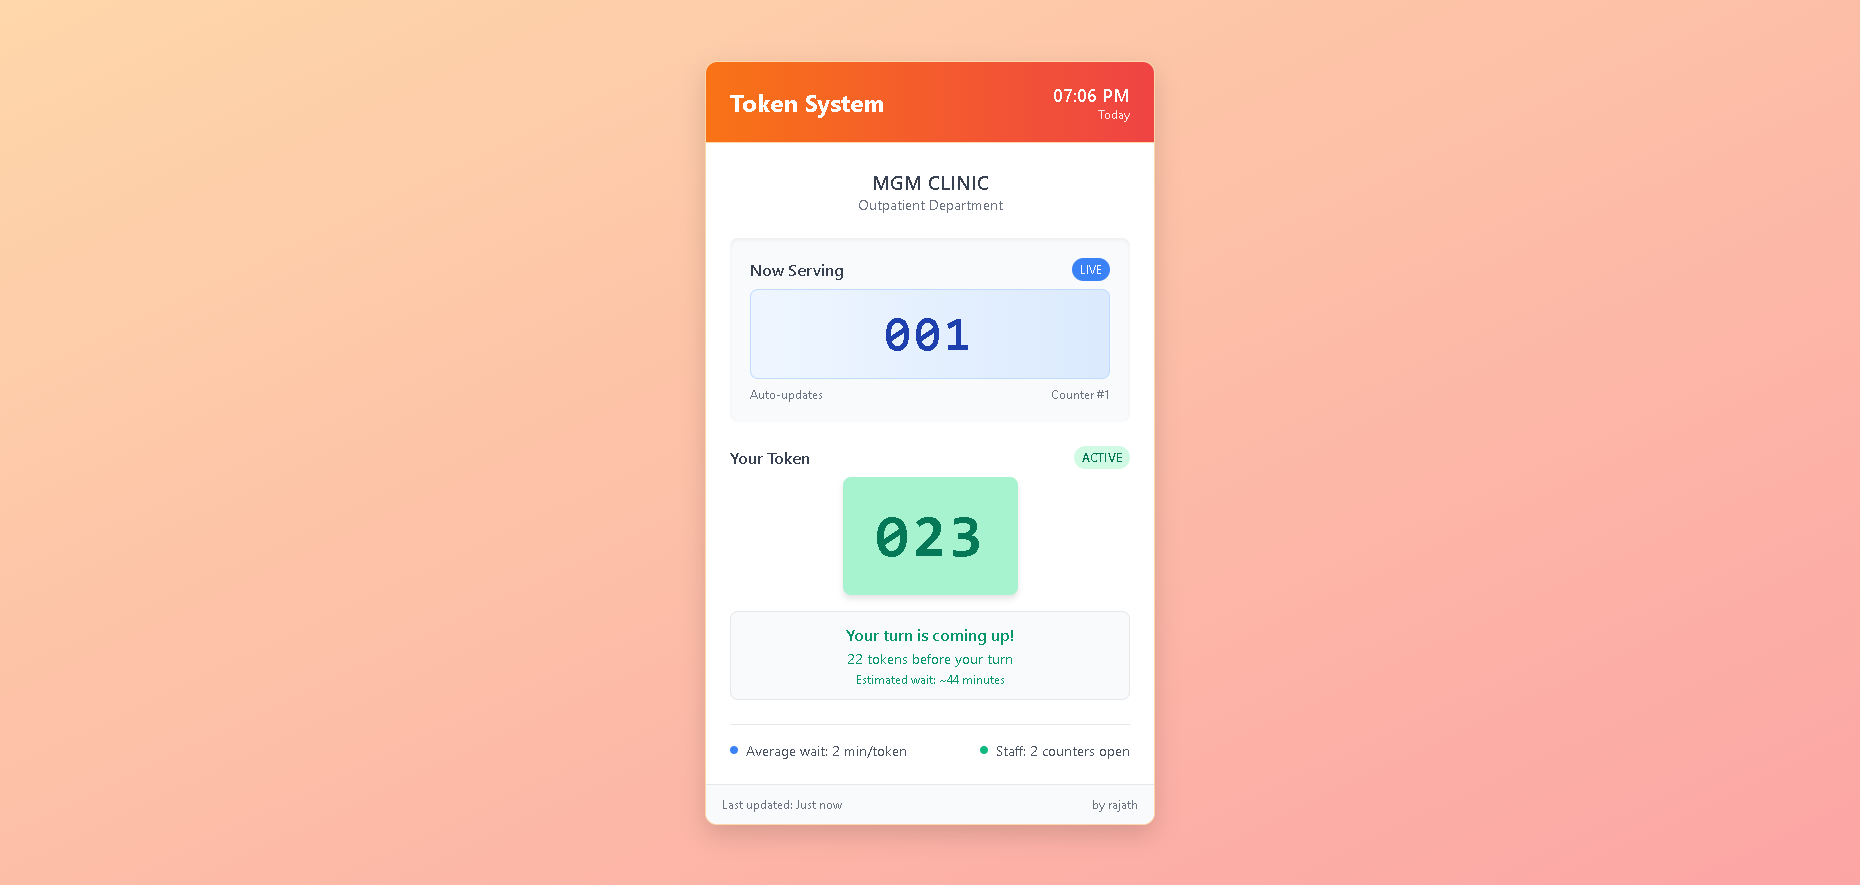 Token System
07:06 PM
Today
MGM CLINIC
Outpatient Department
Now Serving
LIVE
001
Auto-updates
Counter #1
Your Token
ACTIVE
023
Your turn is coming up!
22 tokens before your turn
Estimated wait: ~44 minutes
Average wait: 2 min/token
Staff: 2 counters open
Last updated: Just now
by rajath